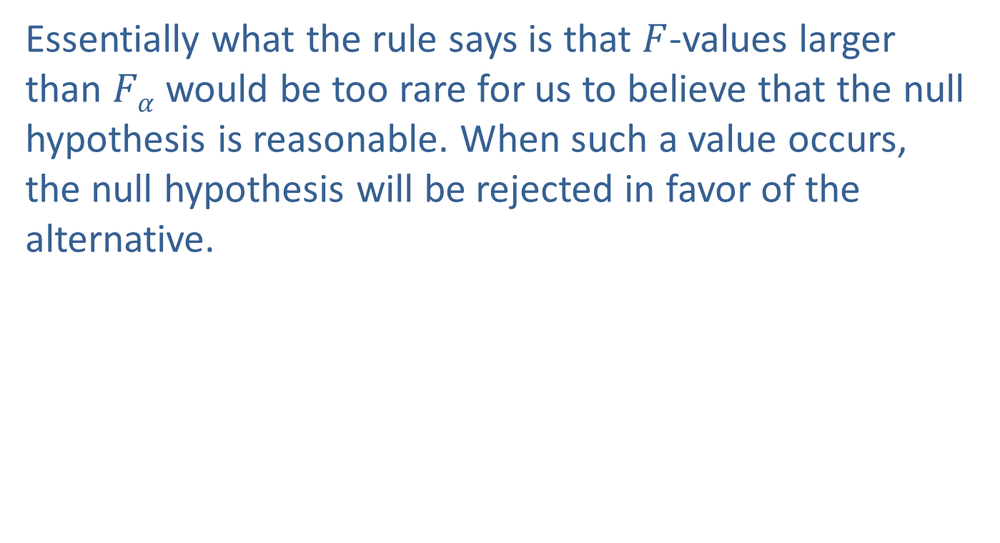 Essentially what the rule says is that F-values larger
than Fα would be too rare for us to believe that the null
hypothesis is reasonable. When such a value occurs,
the null hypothesis will be rejected in favor of the
alternative.